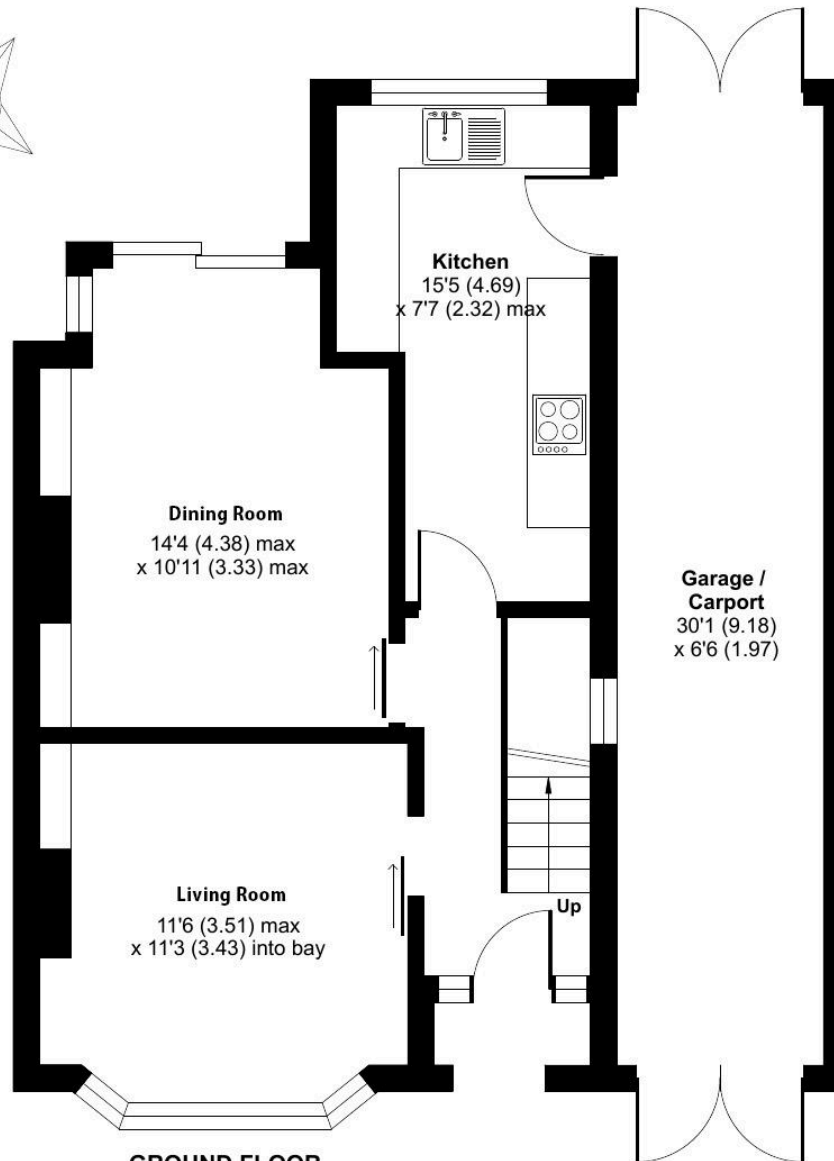 Kitchen
15'5 (4.69)
x 7'7 (2.32) max
Dining Room
14'4 (4.38) max
x 10'11 (3.33) max
Garage /
Carport
30'1 (9.18)
x 6'6 (1.97)
Living Room
11'6 (3.51) max
x 11'3 (3.43) into bay
Up
GROUND FLOOR